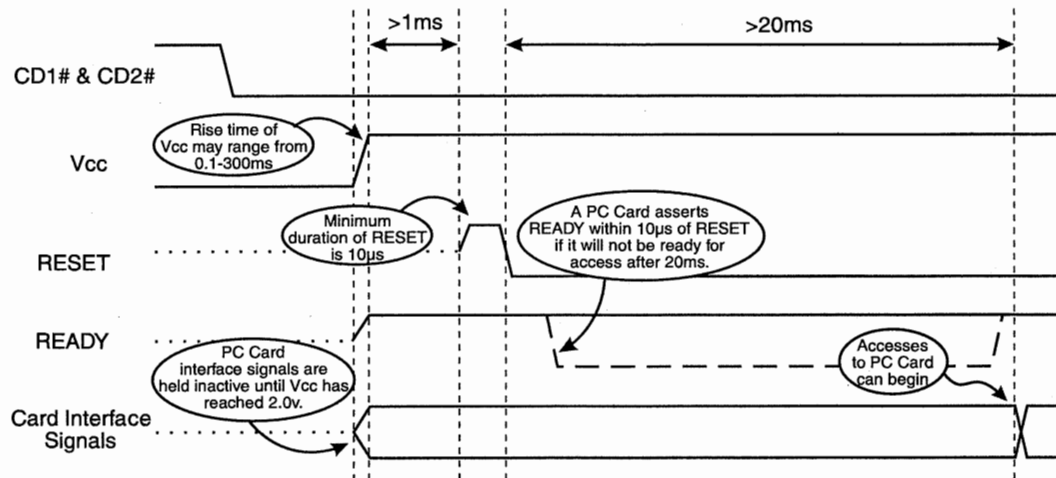 >1ms
>20ms
CD1# & CD2#
Rise time of
Vcc may range from
0.1-300ms
Vcc
Minimum
duration of RESET
is 10µs
A PC Card asserts
READY within 10µs of RESET
if it will not be ready for
access after 20ms.
RESET
READY
PC Card
interface signals are
held inactive until Vcc has
reached 2.0v.
Accesses
to PC Card
can begin
Card Interface
Signals